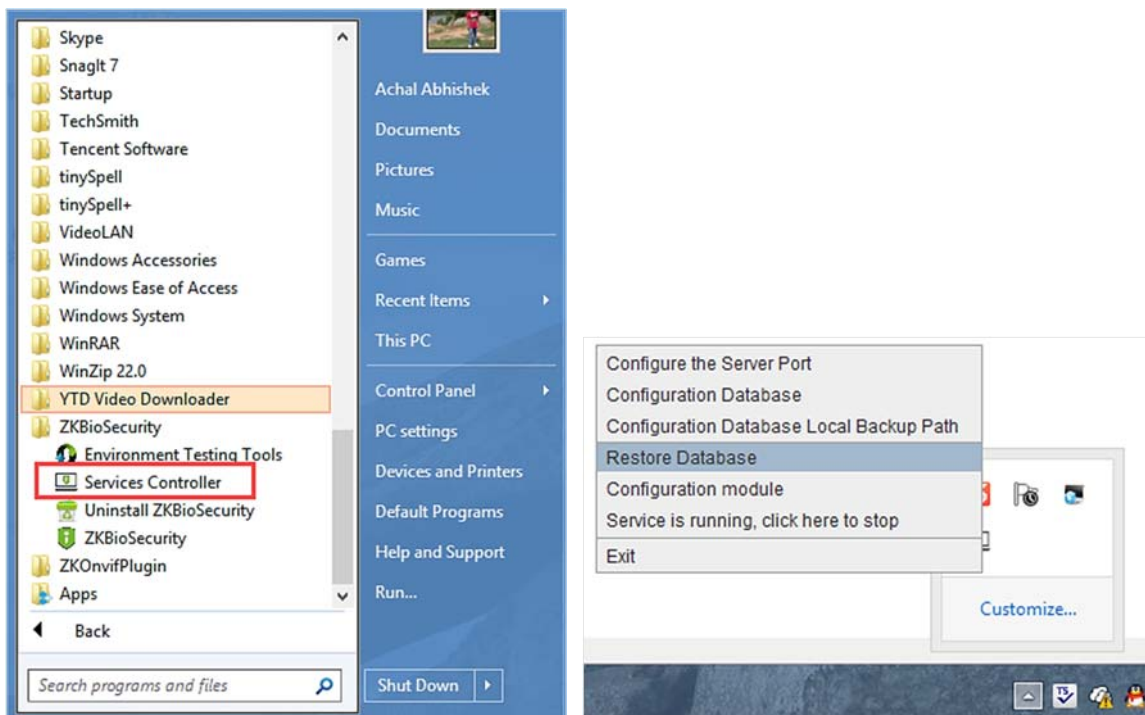 Skype
SnagIt 7
Startup
TechSmith
Tencent Software
tinySpell
tinySpell+
VideoLAN
Windows Accessories
Windows Ease of Access
Windows System
WinRAR
WinZip 22.0
YTD Video Downloader
ZKBioSecurity
Environment Testing Tools
Services Controller
Uninstall ZKBioSecurity
ZKBioSecurity
ZKOnvifPlugin
Apps
Back
Search programs and files
Achal Abhishek
Documents
Pictures
Music
Games
Recent Items
This PC
Control Panel
PC settings
Devices and Printers
Default Programs
Help and Support
Run...
Shut Down
Configure the Server Port
Configuration Database
Configuration Database Local Backup Path
Restore Database
Configuration module
Service is running, click here to stop
Exit
Customize...
TS